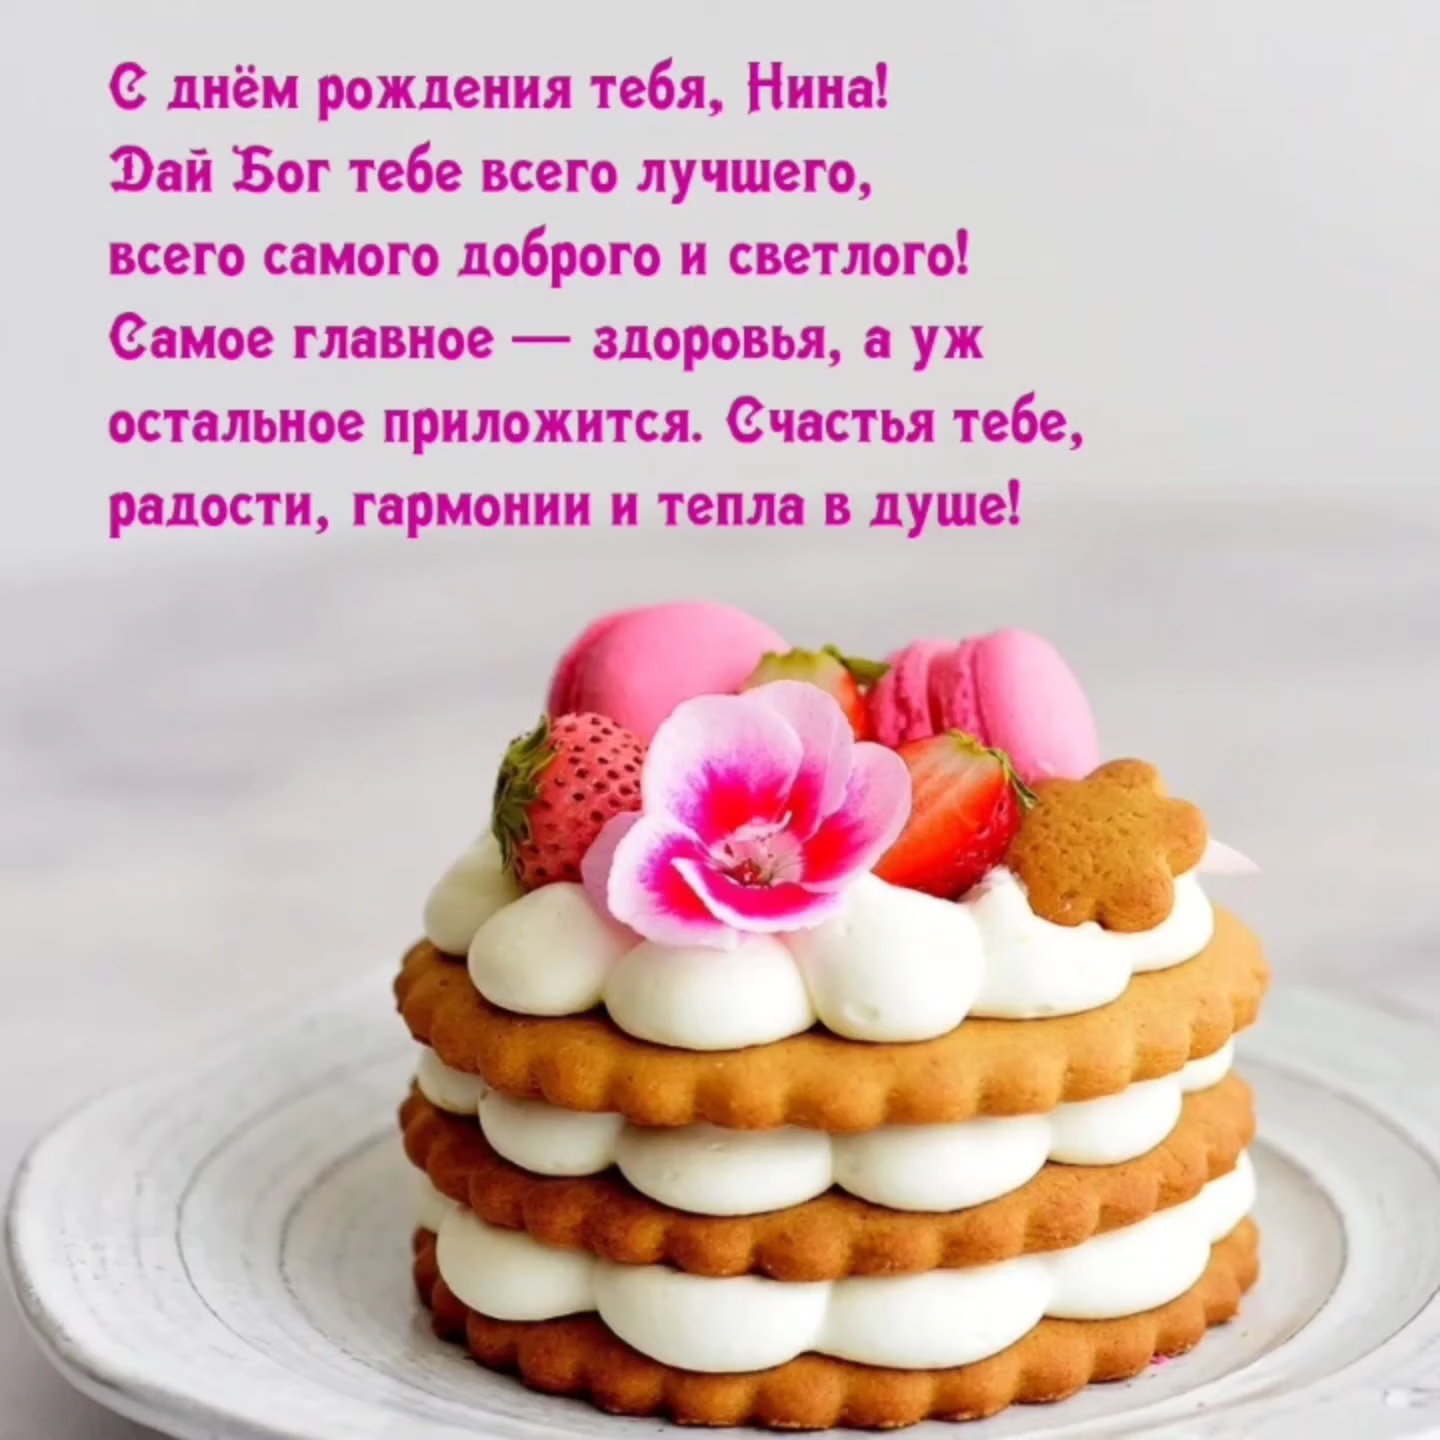 С днём рождения тебя, Нина!
Дай Бог тебе всего лучшего,
всего самого доброго и светлого!
Самое главное — здоровья, а уж
остальное приложится. Счастья тебе,
радости, гармонии и тепла в душе!